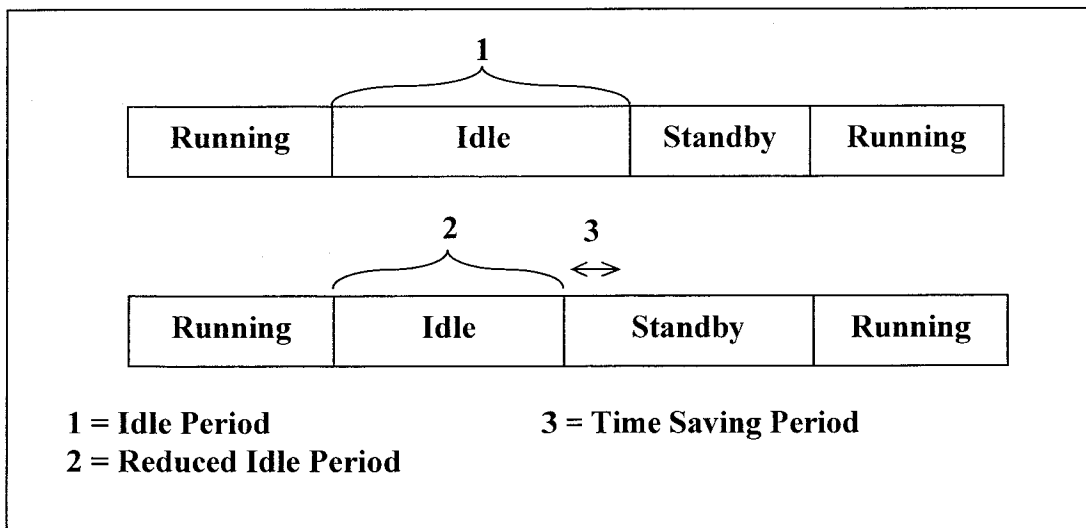 1
Running Idle Standby Running
2 3
Running Idle Standby Running
1 = Idle Period 3 = Time Saving Period
2 = Reduced Idle Period